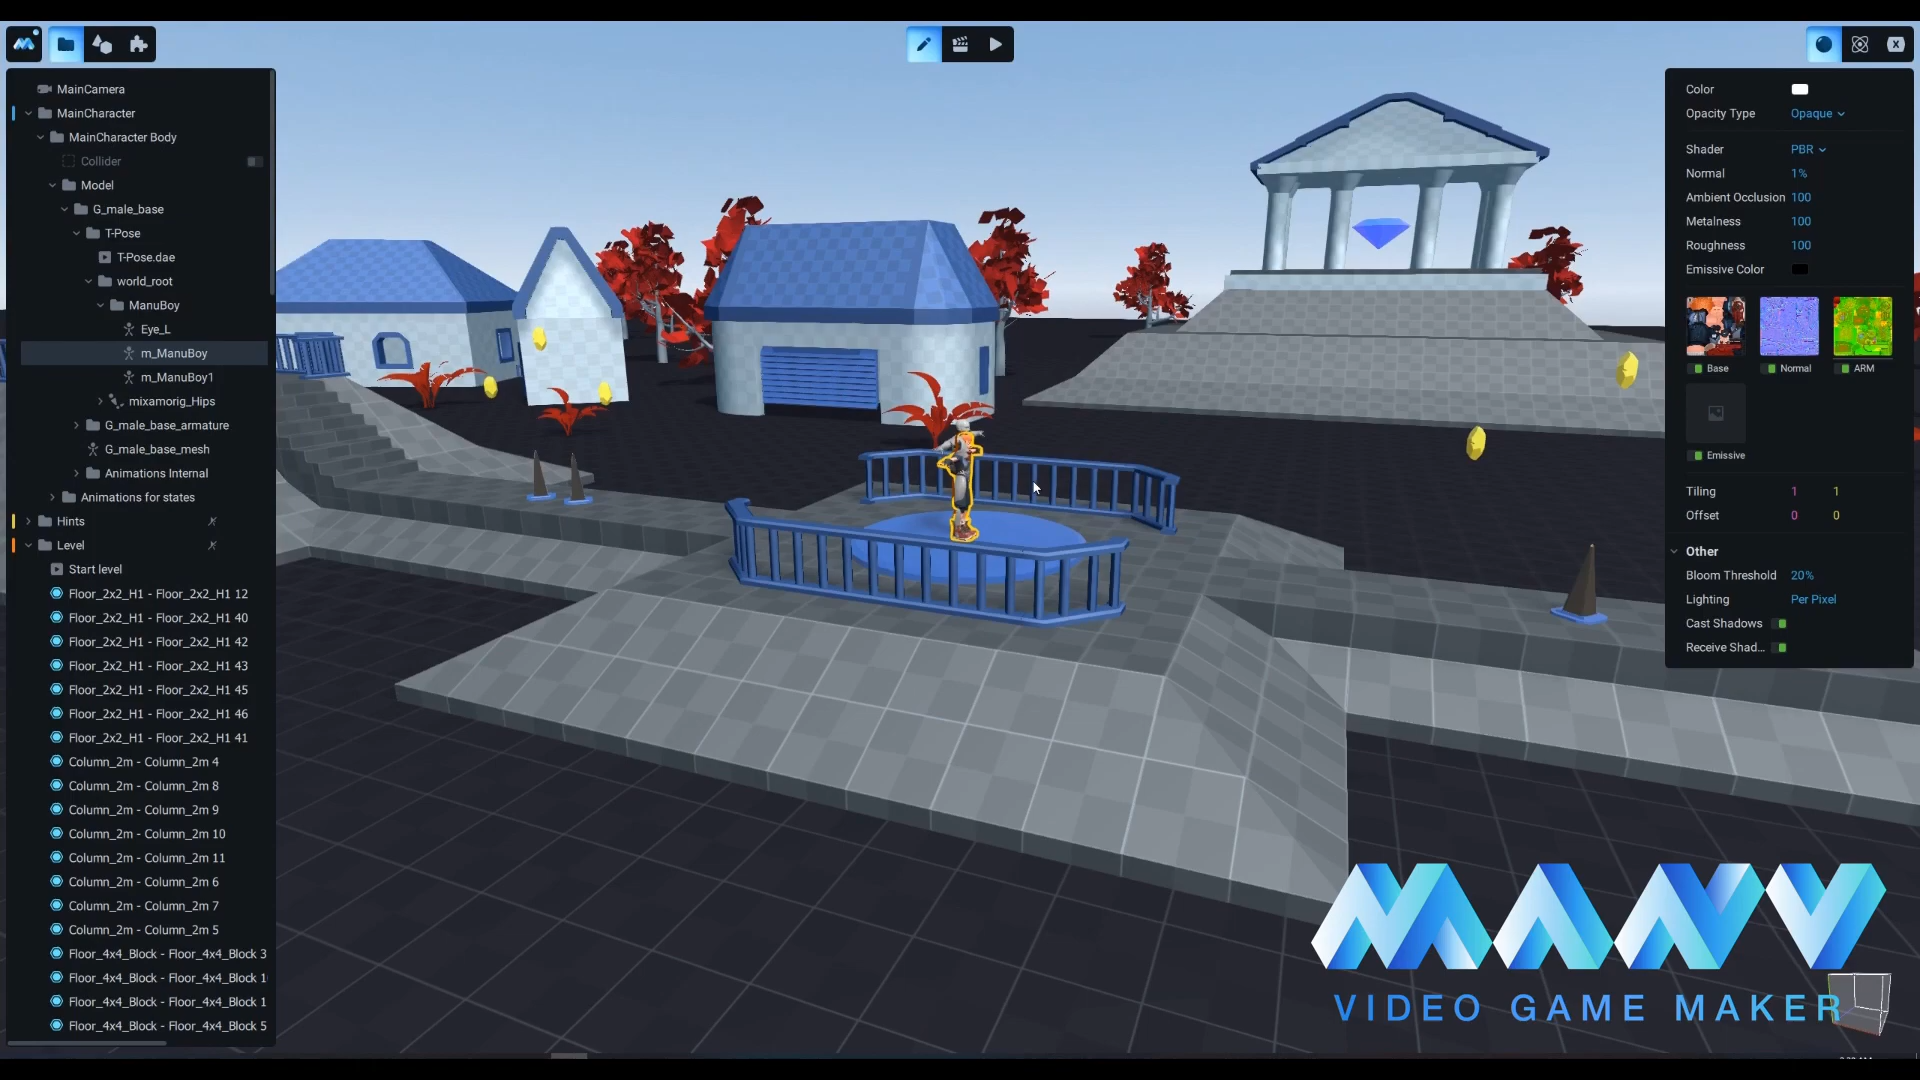 MainCamera
MainCharacter
MainCharacter Body
Collider
Model
G_male_base
T-Pose
T-Pose.dae
world_root
ManuBoy
Eye_L
m_ManuBoy
m_ManuBoy1
mixamorig_Hips
G_male_base_armature
G_male_base_mesh
Animations Internal
Animations for states
Hints
Level
Start level
Floor_2x2_H1 - Floor_2x2_H1 12
Floor_2x2_H1 - Floor_2x2_H1 40
Floor_2x2_H1 - Floor_2x2_H1 42
Floor_2x2_H1 - Floor_2x2_H1 43
Floor_2x2_H1 - Floor_2x2_H1 45
Floor_2x2_H1 - Floor_2x2_H1 46
Floor_2x2_H1 - Floor_2x2_H1 41
Column_2m - Column_2m 4
Column_2m - Column_2m 8
Column_2m - Column_2m 9
Column_2m - Column_2m 10
Column_2m - Column_2m 11
Column_2m - Column_2m 6
Column_2m - Column_2m 7
Column_2m - Column_2m 5
Floor_4x4_Block - Floor_4x4_Block 3
Floor_4x4_Block - Floor_4x4_Block 1
Floor_4x4_Block - Floor_4x4_Block 1
Floor_4x4_Block - Floor_4x4_Block 5
Color
Opacity Type Opaque
Shader PBR
Normal 1%
Ambient Occlusion 100
Metalness 100
Roughness 100
Emissive Color
Base Normal ARM
Emissive
Tiling 1 1
Offset 0 0
Other
Bloom Threshold 20%
Lighting Per Pixel
Cast Shadows
Receive Shad...
MANU
VIDEO GAME MAKER